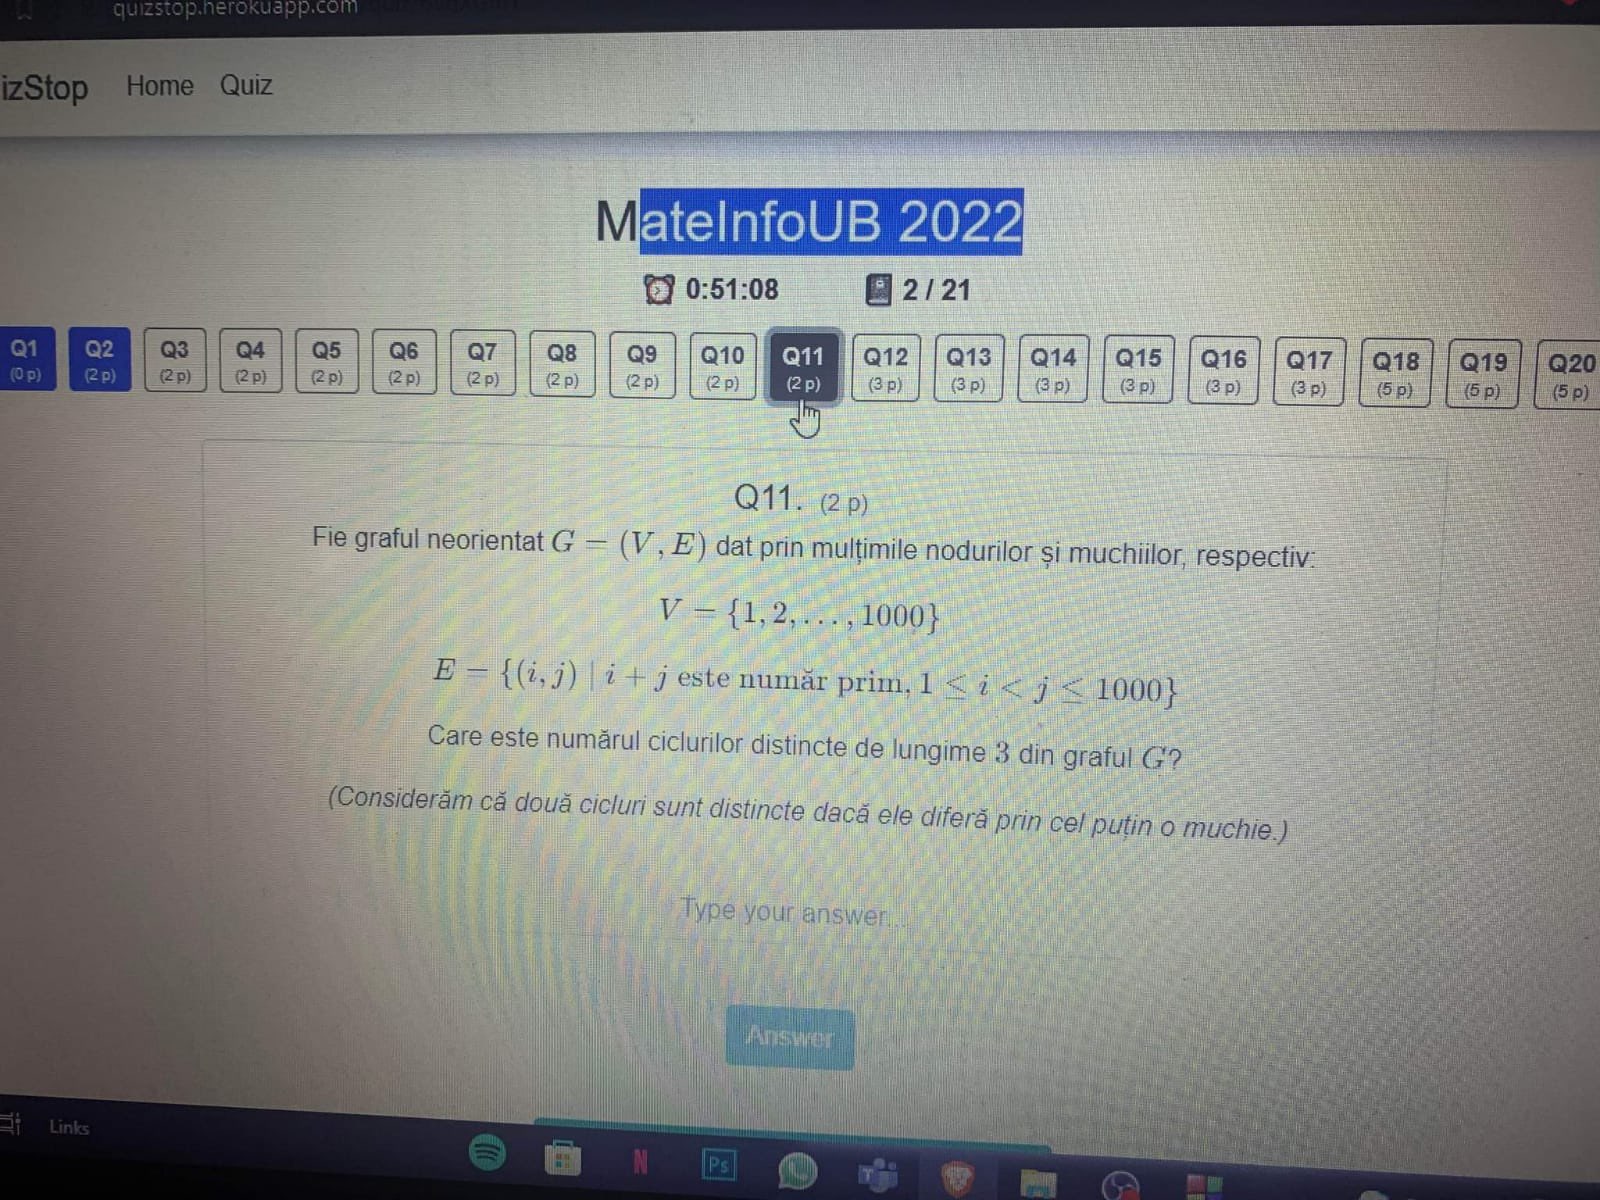 quizstop.herokuapp.com
izStop Home Quiz
MateInfoUB 2022
0:51:08 2 / 21
Q1 Q2 Q3 Q4 Q5 Q6 Q7 Q8 Q9 Q10 Q11 Q12 Q13 Q14 Q15 Q16 Q17 Q18 Q19 Q20
(0 p) (2 p) (2 p) (2 p) (2 p) (2 p) (2 p) (2 p) (2 p) (2 p) (2 p) (3 p) (3 p) (3 p) (3 p) (3 p) (3 p) (5 p) (5 p) (5 p)
Q11. (2 p)
Fie graful neorientat G = (V, E) dat prin mulțimile nodurilor și muchiilor, respectiv:
V = {1, 2, . . . , 1000}
E = {(i, j) | i + j este număr prim, 1 ≤ i < j ≤ 1000}
Care este numărul ciclurilor distincte de lungime 3 din graful G?
(Considerăm că două cicluri sunt distincte dacă ele diferă prin cel puțin o muchie.)
Type your answer...
Answer
Links
N Ps T